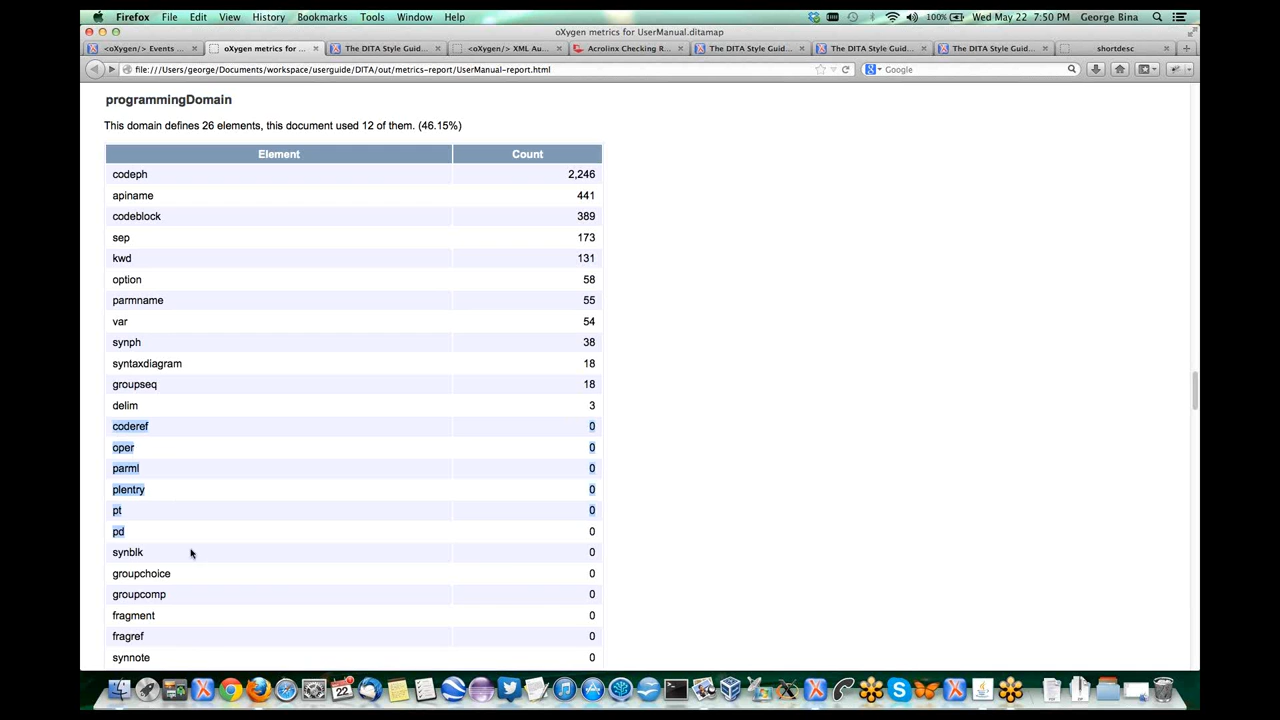 Firefox File Edit View History Bookmarks Tools Window Help 100% Wed May 22 7:50 PM George Bina
oXygen metrics for UserManual.ditamap
<oXygen/> Events ... oXygen metrics for ... The DITA Style Guid... <oXygen/> XML Au... Acrolinx Checking R... The DITA Style Guid... The DITA Style Guid... The DITA Style Guid... shortdesc
file:///Users/george/Documents/workspace/userguide/DITA/out/metrics-report/UserManual-report.html Google
programmingDomain
This domain defines 26 elements, this document used 12 of them. (46.15%)
Element Count
codeph 2,246
apiname 441
codeblock 389
sep 173
kwd 131
option 58
parmname 55
var 54
synph 38
syntaxdiagram 18
groupseq 18
delim 3
coderef 0
oper 0
parml 0
plentry 0
pt 0
pd 0
synblk 0
groupchoice 0
groupcomp 0
fragment 0
fragref 0
synnote 0
22